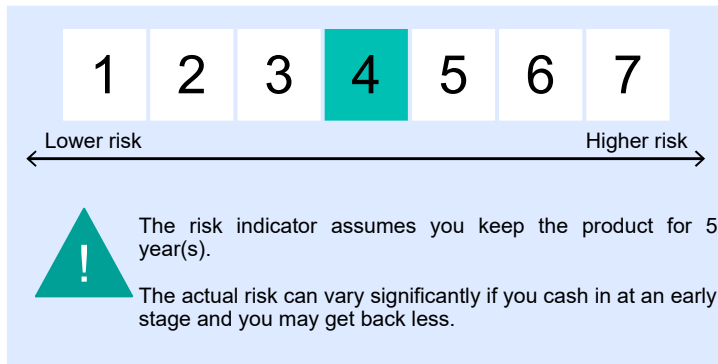 1 2 3 4 5 6 7
Lower risk Higher risk
!
The risk indicator assumes you keep the product for 5
year(s).
The actual risk can vary significantly if you cash in at an early
stage and you may get back less.